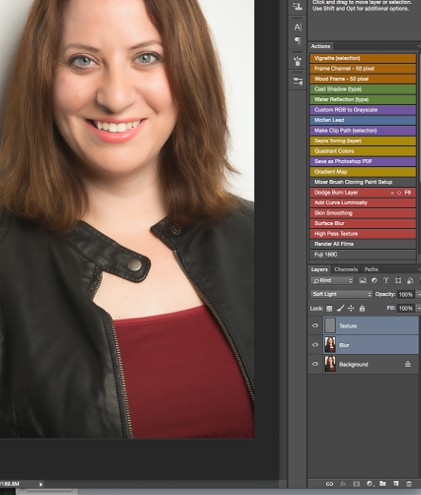 Click and drag to move layer or selection.
Use Shift and Opt for additional options.
Actions
Vignette (selection)
Frame Channel - 50 pixel
Wood Frame - 50 pixel
Cast Shadow (type)
Water Reflection (type)
Custom RGB to Grayscale
Molten Lead
Make Clip Path (selection)
Sepia Toning (layer)
Quadrant Colors
Save as Photoshop PDF
Gradient Map
Mixer Brush Cloning Paint Setup
Dodge Burn Layer F9
Add Curve Luminosity
Skin Smoothing
Surface Blur
High Pass Texture
Render All Films
Fuji 160C
Layers Channels Paths
Kind
Soft Light Opacity: 100%
Lock: Fill: 100%
Texture
Blur
Background
/169.8M
fx